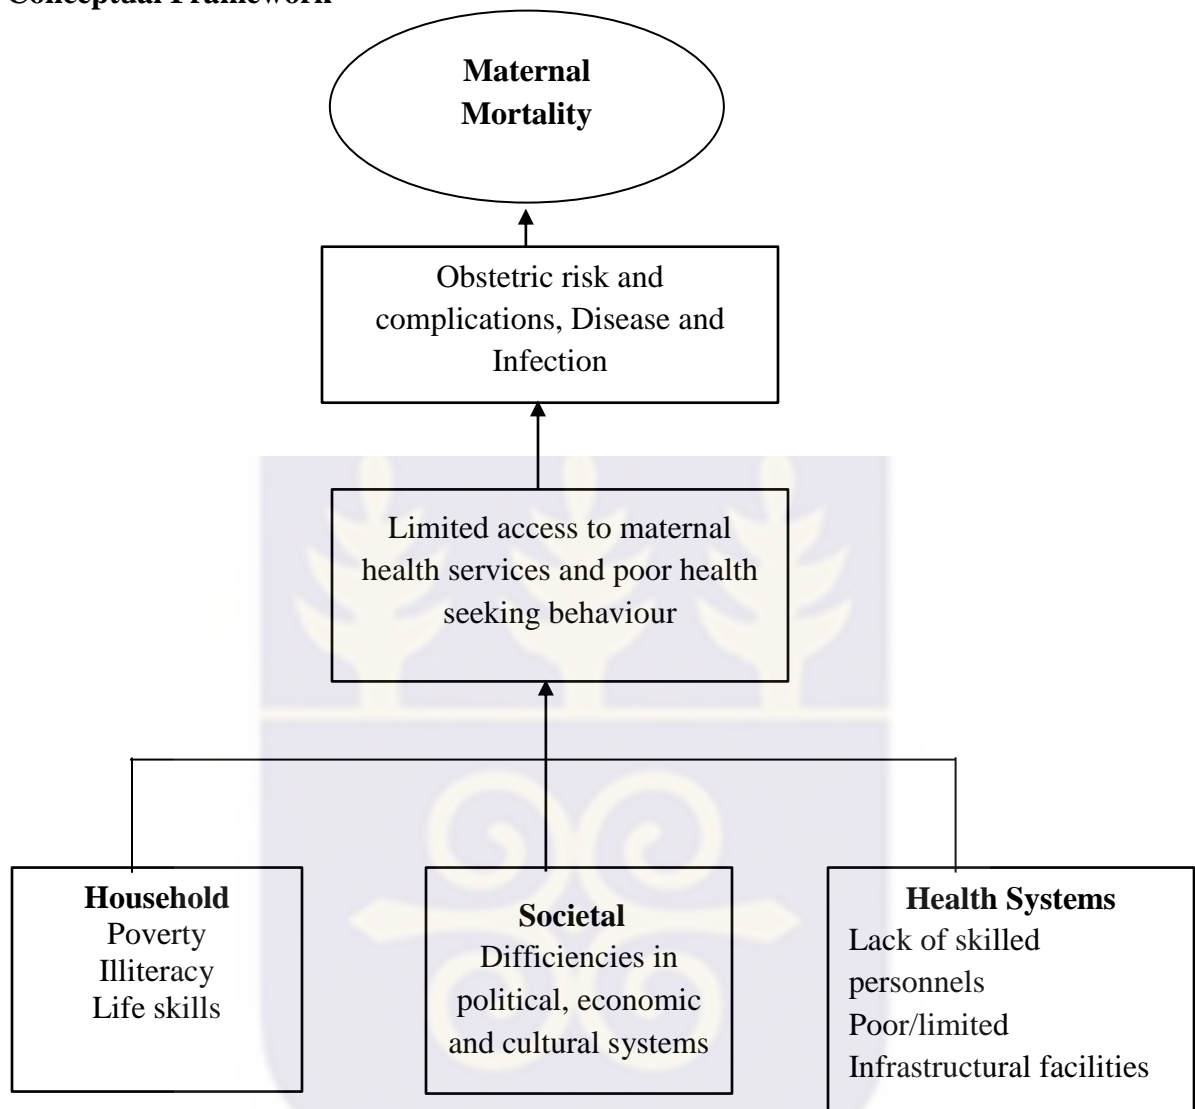 Conceptual Framework
Maternal
Mortality
Obstetric risk and
complications, Disease and
Infection
Limited access to maternal
health services and poor health
seeking behaviour
Household
Poverty
Illiteracy
Life skills
Societal
Difficiencies in
political, economic
and cultural systems
Health Systems
Lack of skilled
personnels
Poor/limited
Infrastructural facilities